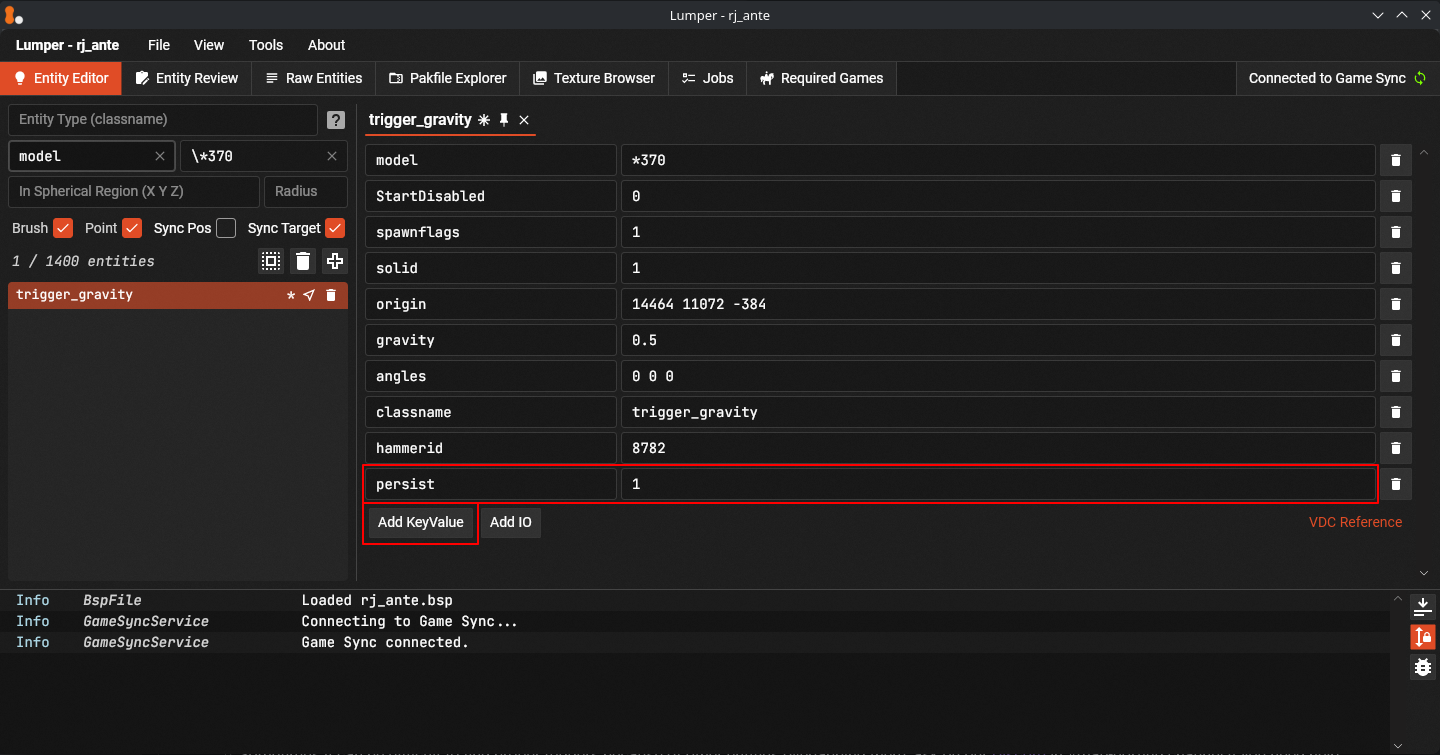 Lumper - rj_ante
Lumper - rj_ante File View Tools About
Entity Editor Entity Review Raw Entities Pakfile Explorer Texture Browser Jobs Required Games Connected to Game Sync
Entity Type (classname) ?
model \*370
In Spherical Region (X Y Z) Radius
Brush Point Sync Pos Sync Target
1 / 1400 entities
trigger_gravity *
trigger_gravity
model *370
StartDisabled 0
spawnflags 1
solid 1
origin 14464 11072 -384
gravity 0.5
angles 0 0 0
classname trigger_gravity
hammerid 8782
persist 1
Add KeyValue Add IO VDC Reference
Info BspFile Loaded rj_ante.bsp
Info GameSyncService Connecting to Game Sync...
Info GameSyncService Game Sync connected.